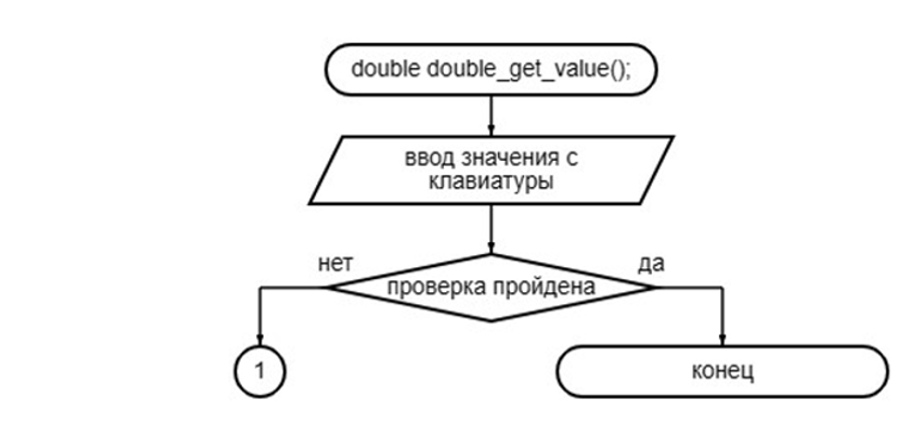 double double_get_value();
ввод значения с
клавиатуры
нет
да
проверка пройдена
1
конец